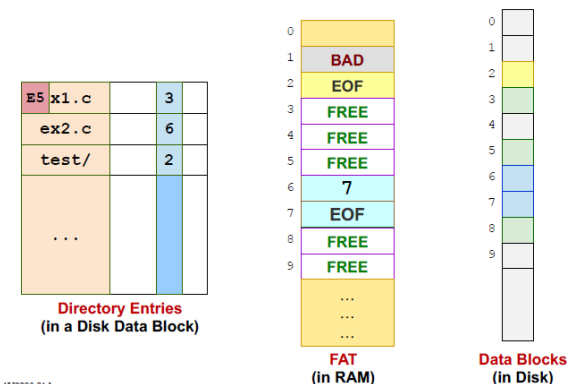 E5 x1.c 3
ex2.c 6
test/ 2
...
Directory Entries
(in a Disk Data Block)
0
1 BAD
2 EOF
3 FREE
4 FREE
5 FREE
6 7
7 EOF
8 FREE
9 FREE
...
...
...
FAT
(in RAM)
0
1
2
3
4
5
6
7
8
9
Data Blocks
(in Disk)